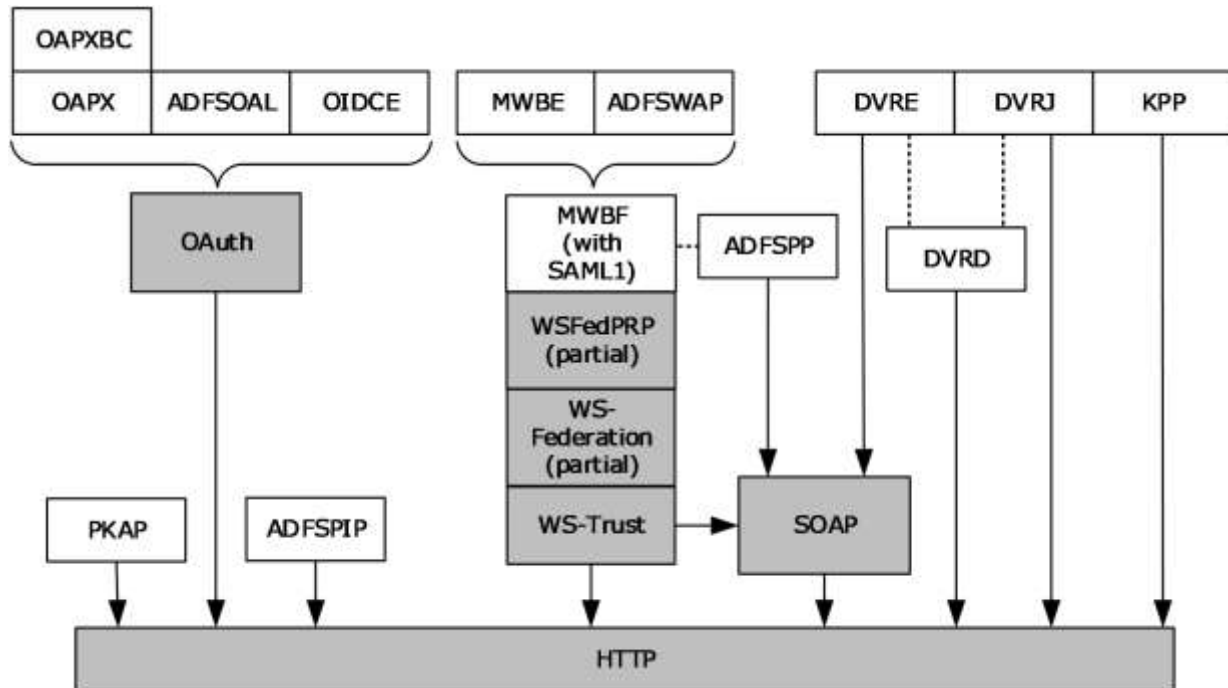 OAPXBC
OAPX
ADFSOAL
OIDCE
MWBE
ADFSWAP
DVRE
DVRJ
KPP
OAuth
MWBF
(with
SAML1)
ADFSPP
DVRD
WSFedPRP
(partial)
WS-
Federation
(partial)
PKAP
ADFSPIP
WS-Trust
SOAP
HTTP